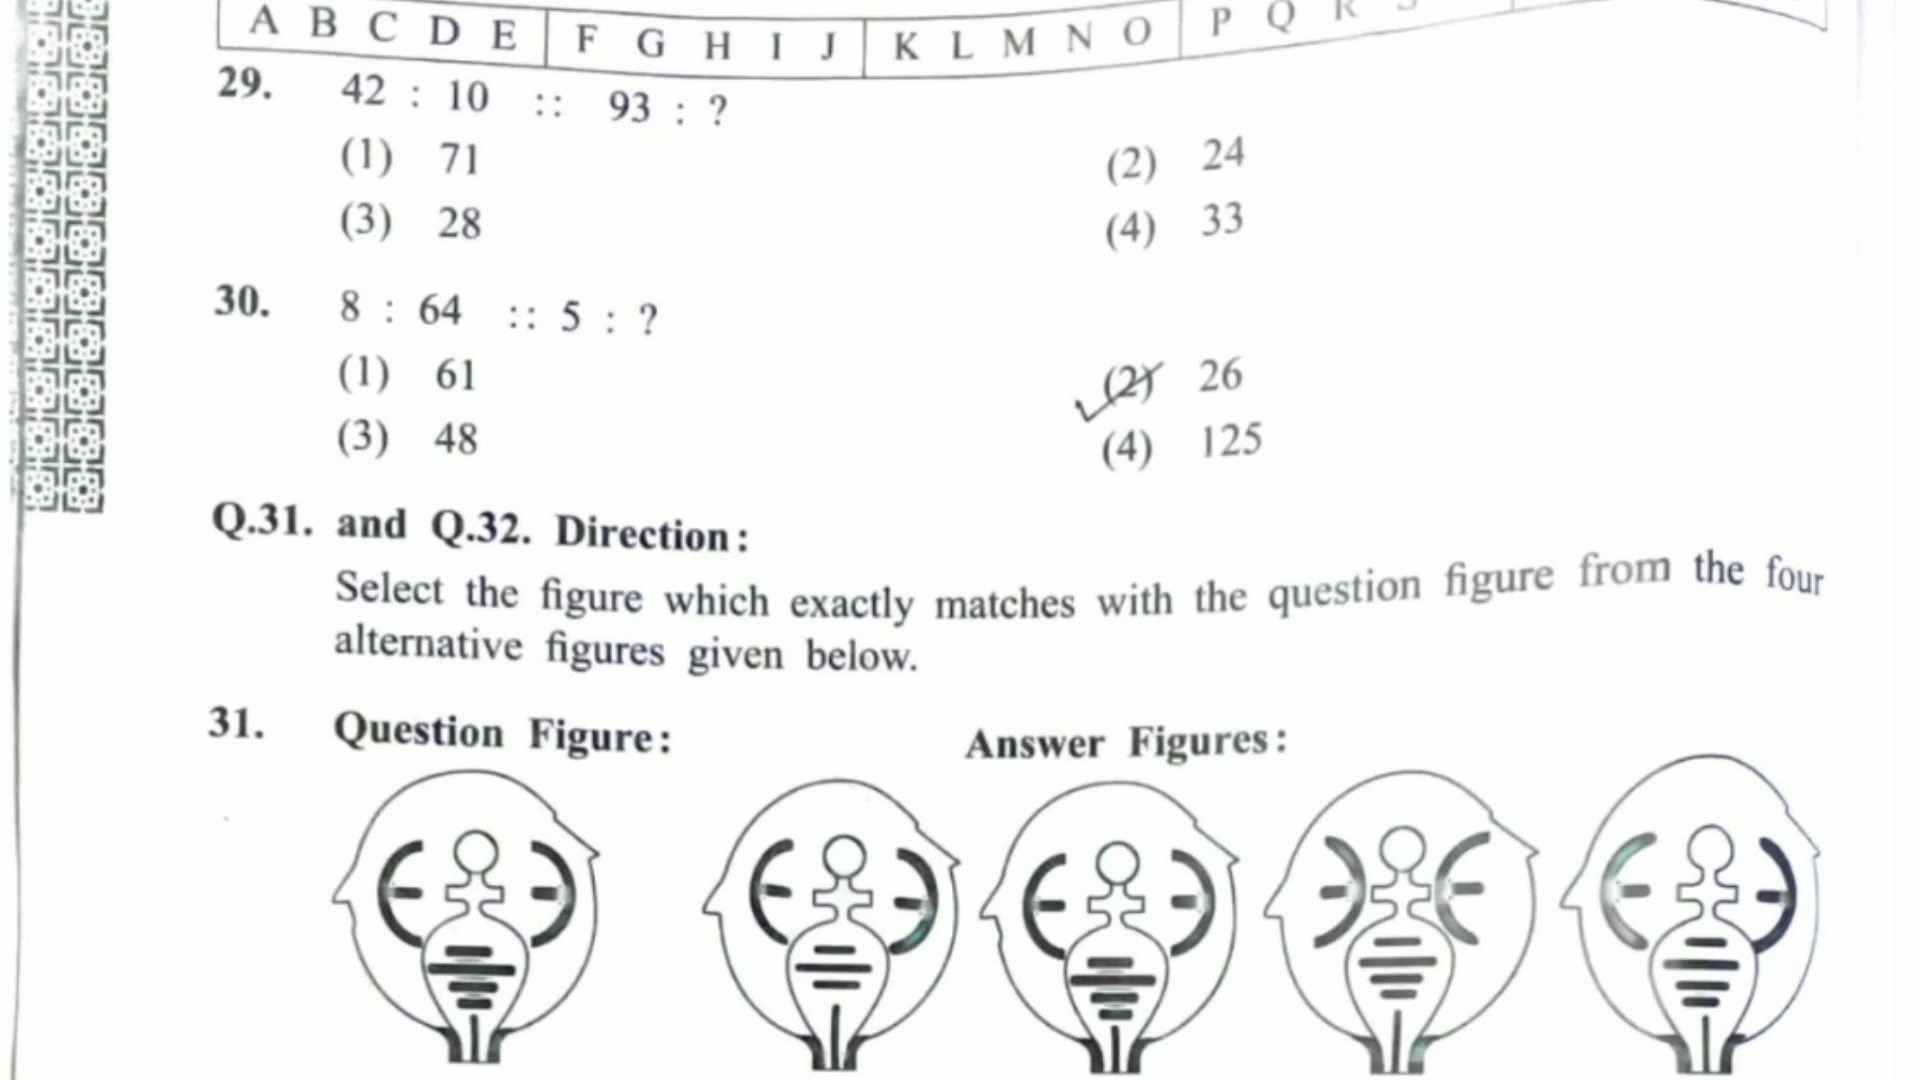 A B C D E F G H I J K L M N O P Q R
29. 42 : 10 :: 93 : ?
(1) 71 (2) 24
(3) 28 (4) 33
30. 8 : 64 :: 5 : ?
(1) 61 (2) 26
(3) 48 (4) 125
Q.31. and Q.32. Direction:
Select the figure which exactly matches with the question figure from the four
alternative figures given below.
31. Question Figure: Answer Figures: